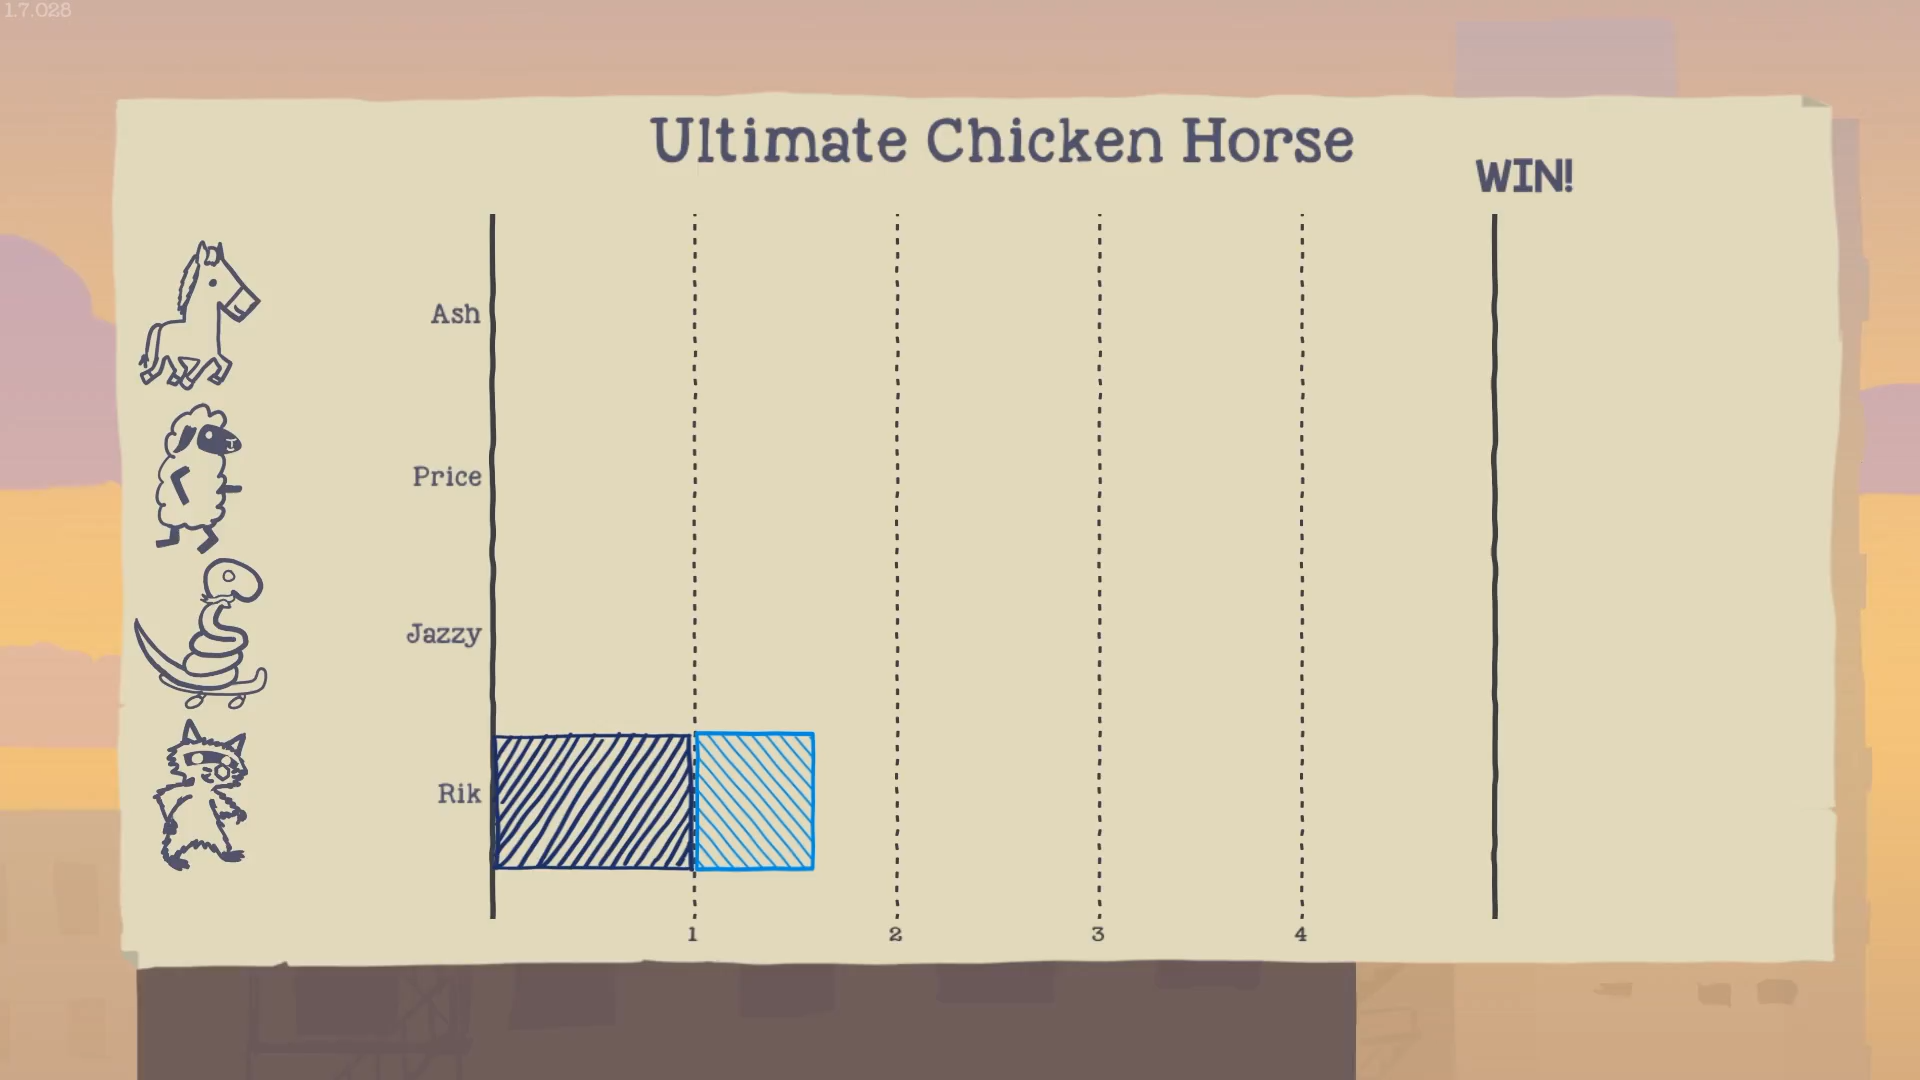 1.7.028
Ultimate Chicken Horse
WIN!
Ash
Price
Jazzy
Rik
1 2 3 4